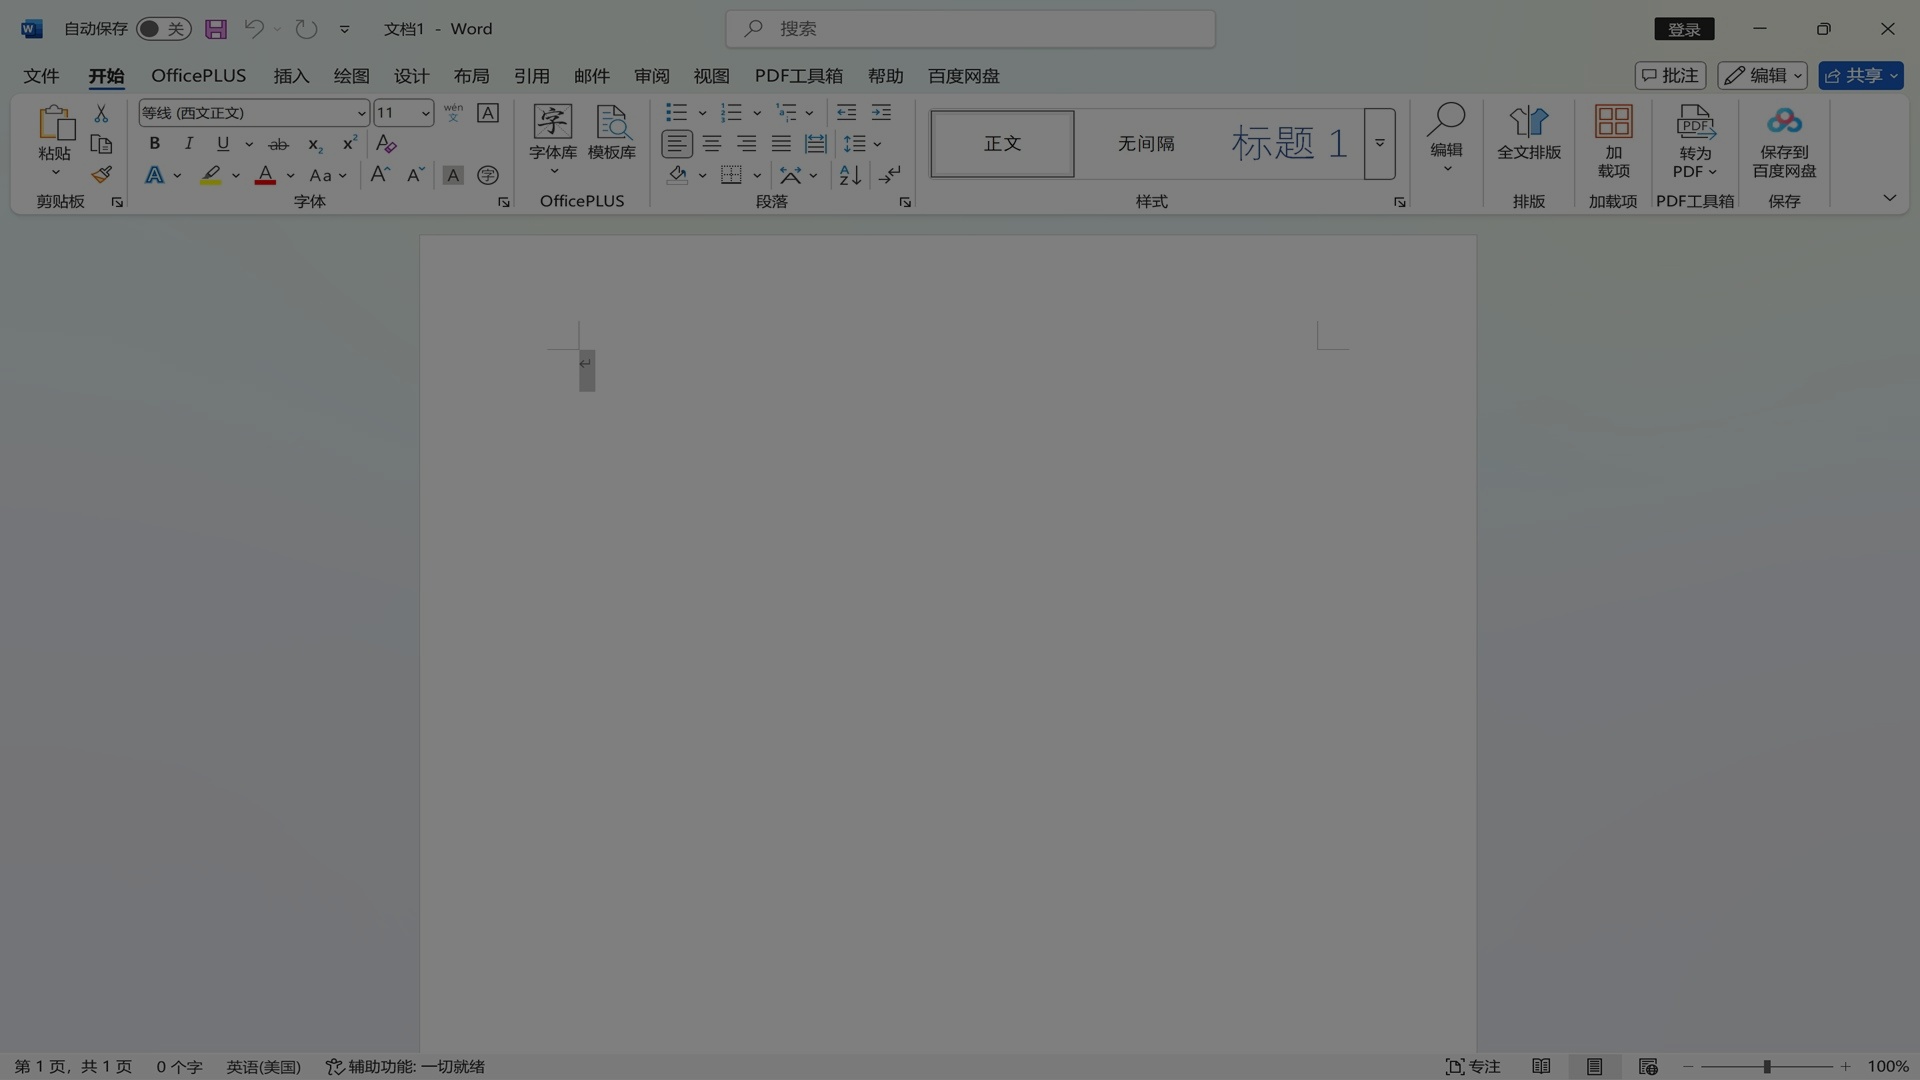 自动保存 关 文档1 - Word 搜索 登录
文件 开始 OfficePLUS 插入 绘图 设计 布局 引用 邮件 审阅 视图 PDF工具箱 帮助 百度网盘 批注 编辑 共享
粘贴
剪贴板
等线 (西文正文) 11 wén 文 A
B I U ab x₂ x² A
A A Aa A A A 字
字体
字 字体库 模板库
OfficePLUS
段落
正文 无间隔 标题 1
样式
编辑
全文排版
排版
加
载项
加载项
PDF
转为
PDF
PDF工具箱
保存到
百度网盘
保存
第 1 页，共 1 页 0 个字 英语(美国) 辅助功能: 一切就绪 专注 100%